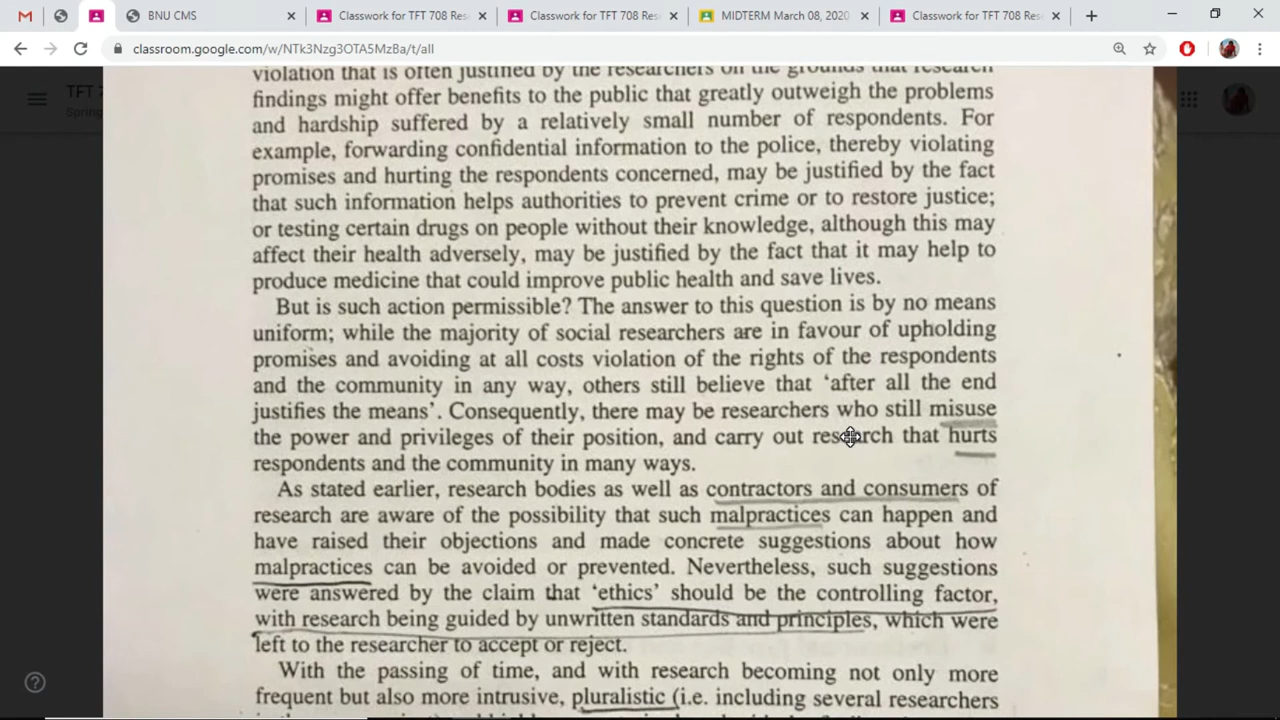 BNU CMS
Classwork for TFT 708 Res
Classwork for TFT 708 Res
MIDTERM March 08, 2020
Classwork for TFT 708 Res
classroom.google.com/w/NTk3Nzg3OTA5MzBa/t/all
TFT 7
Spring
violation that is often justified by the researchers on the grounds that research
findings might offer benefits to the public that greatly outweigh the problems
and hardship suffered by a relatively small number of respondents. For
example, forwarding confidential information to the police, thereby violating
promises and hurting the respondents concerned, may be justified by the fact
that such information helps authorities to prevent crime or to restore justice;
or testing certain drugs on people without their knowledge, although this may
affect their health adversely, may be justified by the fact that it may help to
produce medicine that could improve public health and save lives.
But is such action permissible? The answer to this question is by no means
uniform; while the majority of social researchers are in favour of upholding
promises and avoiding at all costs violation of the rights of the respondents
and the community in any way, others still believe that ‘after all the end
justifies the means’. Consequently, there may be researchers who still misuse
the power and privileges of their position, and carry out research that hurts
respondents and the community in many ways.
As stated earlier, research bodies as well as contractors and consumers of
research are aware of the possibility that such malpractices can happen and
have raised their objections and made concrete suggestions about how
malpractices can be avoided or prevented. Nevertheless, such suggestions
were answered by the claim that ‘ethics’ should be the controlling factor,
with research being guided by unwritten standards and principles, which were
left to the researcher to accept or reject.
With the passing of time, and with research becoming not only more
frequent but also more intrusive, pluralistic (i.e. including several researchers